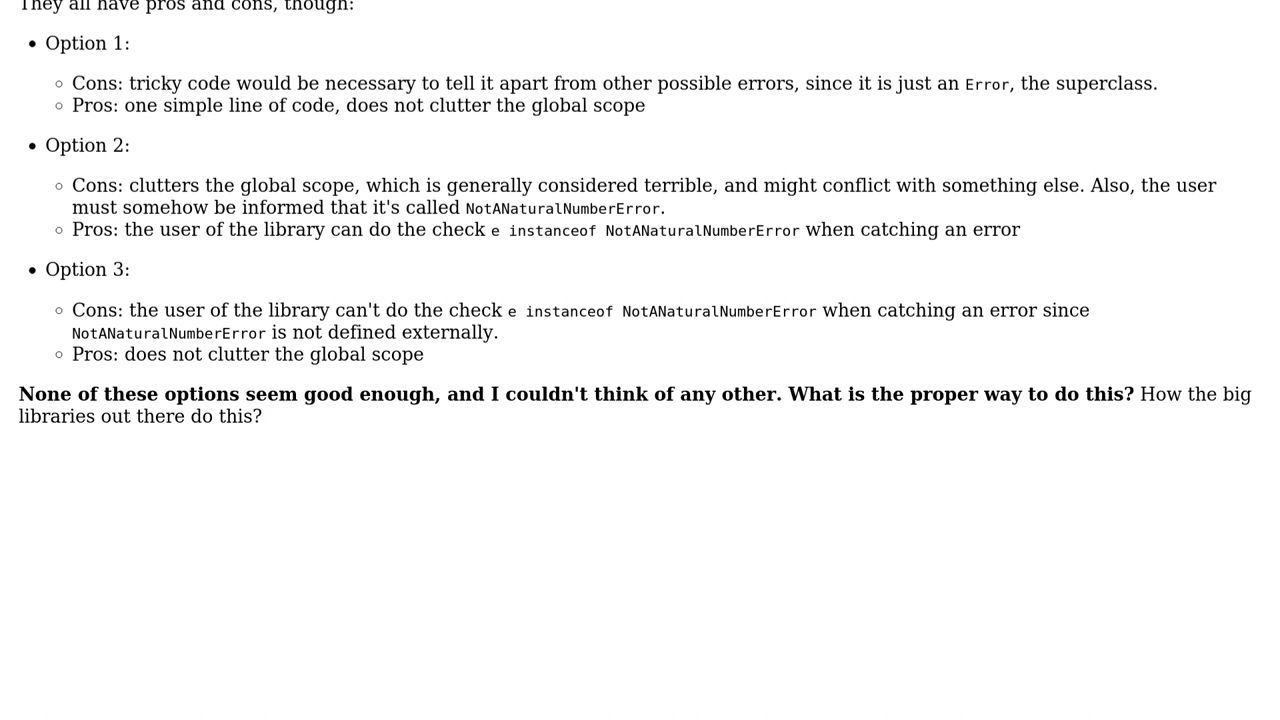 They all have pros and cons, though:
• Option 1:
◦ Cons: tricky code would be necessary to tell it apart from other possible errors, since it is just an Error, the superclass.
◦ Pros: one simple line of code, does not clutter the global scope
• Option 2:
◦ Cons: clutters the global scope, which is generally considered terrible, and might conflict with something else. Also, the user
must somehow be informed that it's called NotANaturalNumberError.
◦ Pros: the user of the library can do the check e instanceof NotANaturalNumberError when catching an error
• Option 3:
◦ Cons: the user of the library can't do the check e instanceof NotANaturalNumberError when catching an error since
NotANaturalNumberError is not defined externally.
◦ Pros: does not clutter the global scope
None of these options seem good enough, and I couldn't think of any other. What is the proper way to do this? How the big
libraries out there do this?